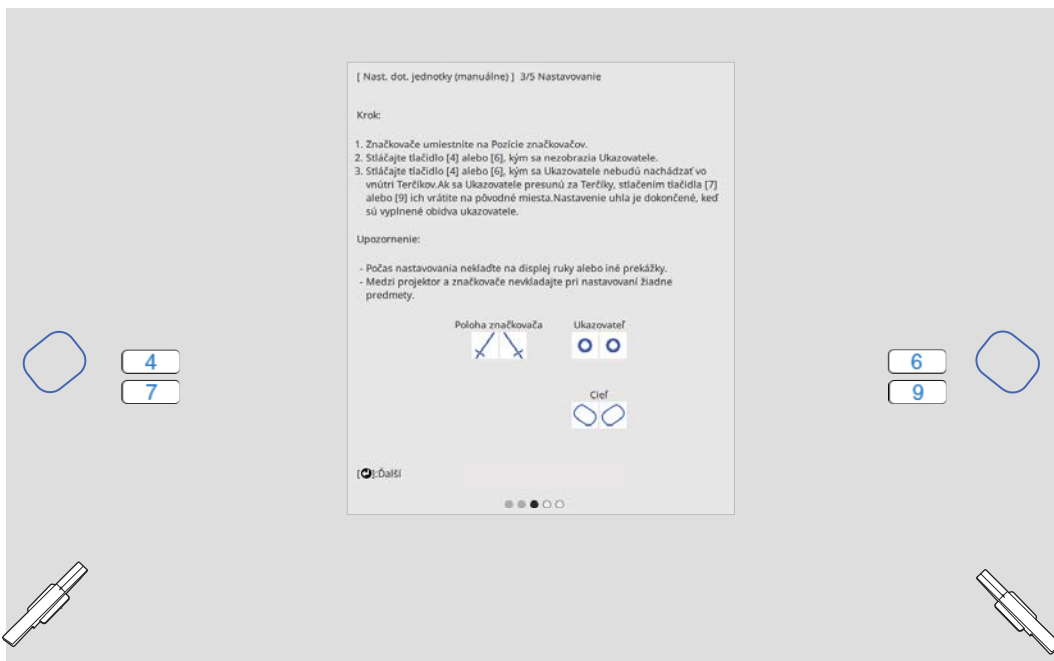 [ Nast. dot. jednotky (manuálne) ] 3/5 Nastavovanie
Krok:
1. Značkovače umiestnite na Pozície značkovačov.
2. Stláčajte tlačidlo [4] alebo [6], kým sa nezobrazia Ukazovatele.
3. Stláčajte tlačidlo [4] alebo [6], kým sa Ukazovatele nebudú nachádzať vo
vnútri Terčíkov.Ak sa Ukazovatele presunú za Terčíky, stlačením tlačidla [7]
alebo [9] ich vrátite na pôvodné miesta.Nastavenie uhla je dokončené, keď
sú vyplnené obidva ukazovatele.
Upozornenie:
- Počas nastavovania neklaďte na displej ruky alebo iné prekážky.
- Medzi projektor a značkovače nevkladajte pri nastavovaní žiadne
predmety.
Poloha značkovača Ukazovateľ
4
7
6
9
Cieľ
[ ]:Ďalší